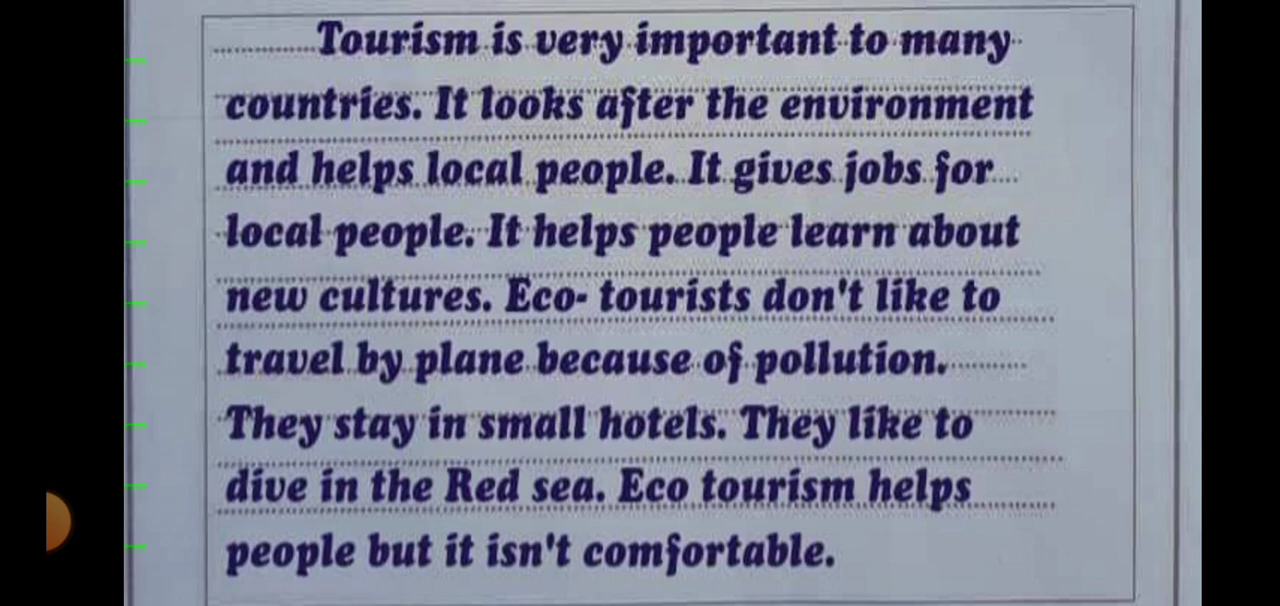 Tourism is very important to many
countries. It looks after the environment
and helps local people. It gives jobs for
local people. It helps people learn about
new cultures. Eco- tourists don't like to
travel by plane because of pollution.
They stay in small hotels. They like to
dive in the Red sea. Eco tourism helps
people but it isn't comfortable.